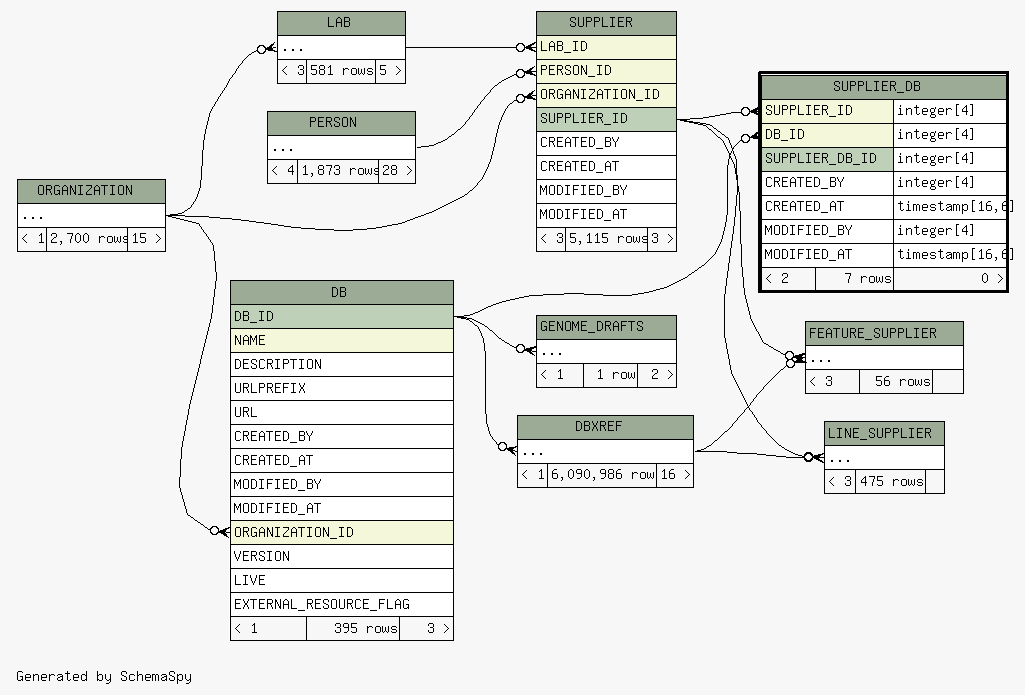 LAB
...
< 3 581 rows 5 >
SUPPLIER
LAB_ID
PERSON_ID
ORGANIZATION_ID
SUPPLIER_ID
CREATED_BY
CREATED_AT
MODIFIED_BY
MODIFIED_AT
< 3 5,115 rows 3 >
SUPPLIER_DB
SUPPLIER_ID integer[4]
DB_ID integer[4]
SUPPLIER_DB_ID integer[4]
CREATED_BY integer[4]
CREATED_AT timestamp[16,6]
MODIFIED_BY integer[4]
MODIFIED_AT timestamp[16,6]
< 2 7 rows 0 >
PERSON
...
< 4 1,873 rows 28 >
ORGANIZATION
...
< 1 2,700 rows 15 >
DB
DB_ID
NAME
DESCRIPTION
URLPREFIX
URL
CREATED_BY
CREATED_AT
MODIFIED_BY
MODIFIED_AT
ORGANIZATION_ID
VERSION
LIVE
EXTERNAL_RESOURCE_FLAG
< 1 395 rows 3 >
GENOME_DRAFTS
...
< 1 1 row 2 >
FEATURE_SUPPLIER
...
< 3 56 rows
DBXREF
...
< 1 6,090,986 row 16 >
LINE_SUPPLIER
...
< 3 475 rows
Generated by SchemaSpy